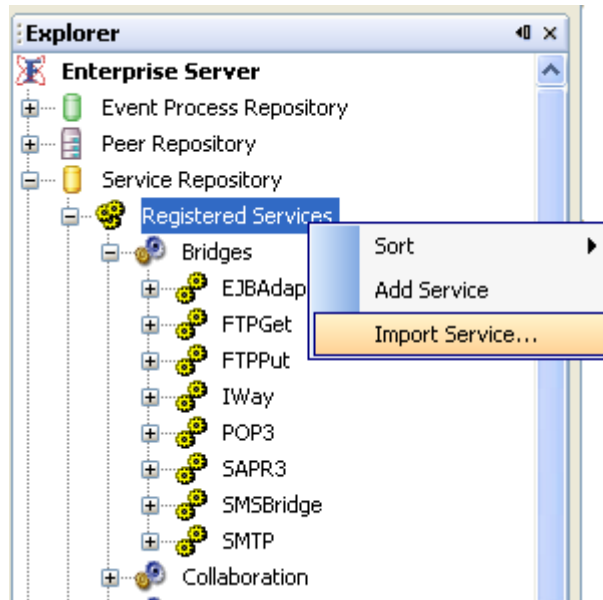 Explorer
Enterprise Server
Event Process Repository
Peer Repository
Service Repository
Registered Services
Bridges
Sort
EJBAdap
Add Service
FTPGet
Import Service...
FTPPut
IWay
POP3
SAPR3
SMSBridge
SMTP
Collaboration